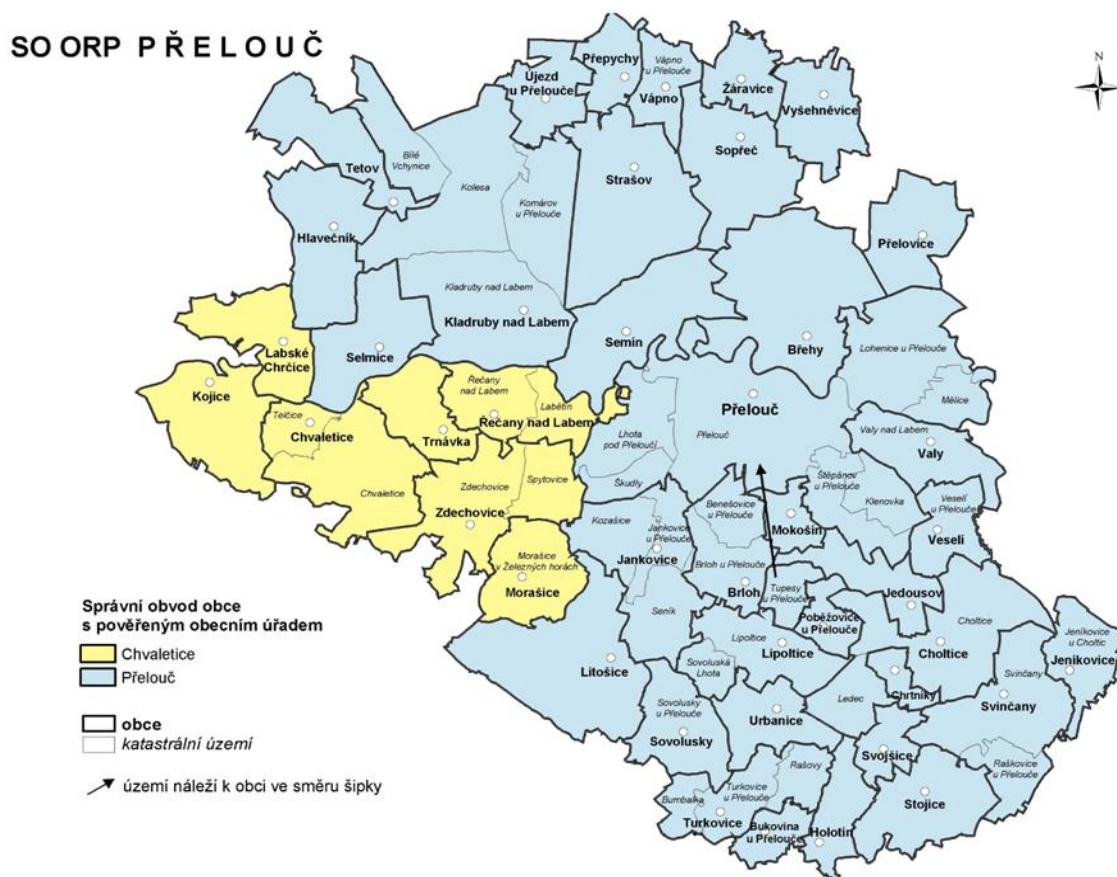 SO ORP PŘELOUČ
N
Přepychy
Vápno
u Přelouče
Újezd
u Přelouče
Vápno
Žáravice
Vyšehněvice
Sopřeč
Bílé
Vchynice
Tetov
Kolesa
Strašov
Komárov
u Přelouče
Hlavečník
Přelovice
Kladruby nad Labem
Kladruby nad Labem
Labské
Chrčice
Selmice
Semín
Břehy
Lohenice u Přelouče
Mělice
Kojice
Řečany
nad Labem
Labětín
Řečany nad Labem
Telčice
Chvaletice
Trnávka
Přelouč
Lhota
pod Přeloučí
Přelouč
Valy nad Labem
Valy
Škudly
Štěpánov
u Přelouče
Klenovka
Chvaletice
Zdechovice
Spytovice
Zdechovice
Benešovice
u Přelouče
Mokošín
Veselí
u Přelouče
Veselí
Kozašice
Jankovice
u Přelouče
Jankovice
Morašice
v Železných horách
Morašice
Brloh u Přelouče
Brloh
Tupesy
u Přelouče
Jedousov
Seník
Poběžovice
u Přelouče
Choltice
Choltice
Jeníkovice
u Choltic
Jeníkovice
Lipoltice
Lipoltice
Litošice
Sovoluská
Lhota
Ledec
Chrtníky
Svinčany
Svinčany
Sovolusky
u Přelouče
Sovolusky
Urbanice
Svojšice
Raškovice
u Přelouče
Rašovy
Turkovice
u Přelouče
Bumbalka
Turkovice
Bukovina
u Přelouče
Holotín
Stojice
Správní obvod obce
s pověřeným obecním úřadem
Chvaletice
Přelouč
obce
katastrální území
území náleží k obci ve směru šipky